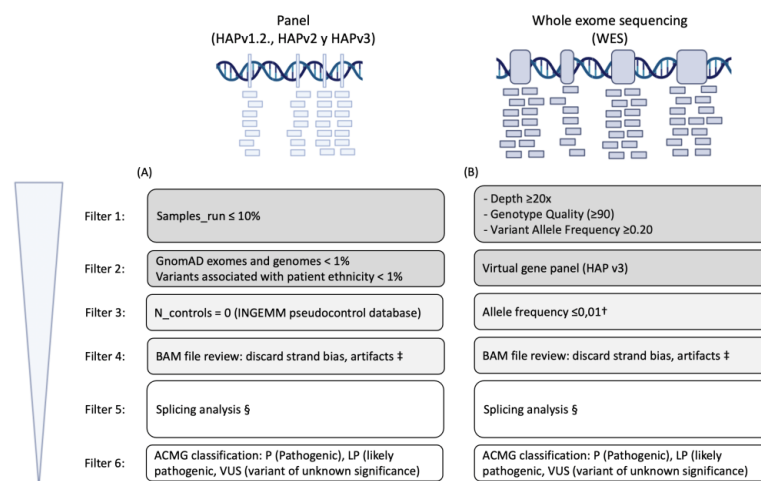 Panel
(HAPv1.2., HAPv2 y HAPv3)
Whole exome sequencing
(WES)
(A)
(B)
Filter 1:
Samples_run ≤ 10%
- Depth ≥20x
- Genotype Quality (≥90)
- Variant Allele Frequency ≥0.20
Filter 2:
GnomAD exomes and genomes < 1%
Variants associated with patient ethnicity < 1%
Virtual gene panel (HAP v3)
Filter 3:
N_controls = 0 (INGEMM pseudocontrol database)
Allele frequency ≤0,01†
Filter 4:
BAM file review: discard strand bias, artifacts ‡
BAM file review: discard strand bias, artifacts ‡
Filter 5:
Splicing analysis §
Splicing analysis §
Filter 6:
ACMG classification: P (Pathogenic), LP (likely
pathogenic, VUS (variant of unknown significance)
ACMG classification: P (Pathogenic), LP (likely
pathogenic, VUS (variant of unknown significance)